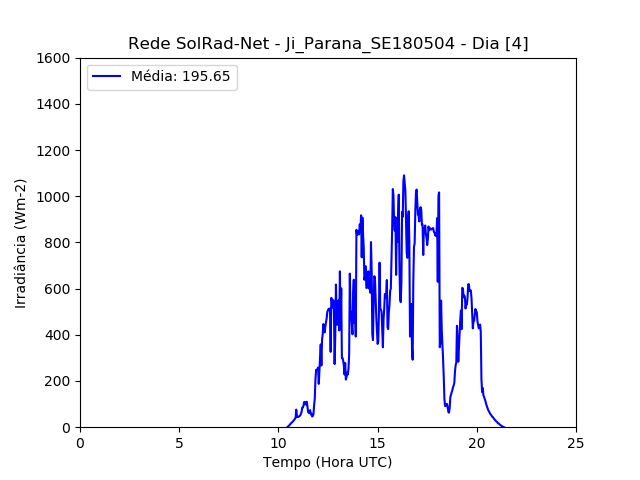 Rede SolRad-Net - Ji_Parana_SE180504 - Dia [4]
Média: 195.65
Irradiância (Wm-2)
1600
1400
1200
1000
800
600
400
200
0
0 5 10 15 20 25
Tempo (Hora UTC)